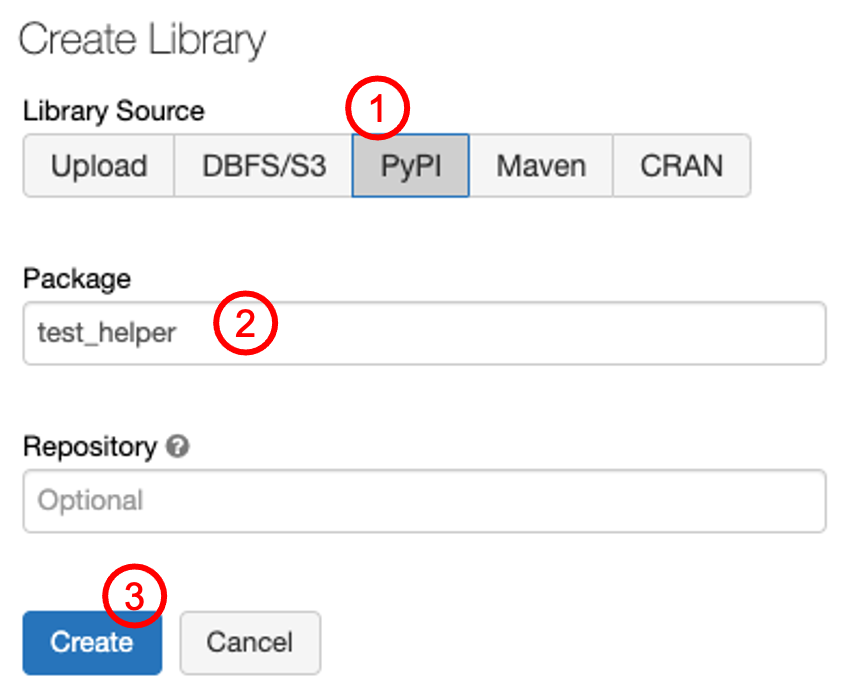 Create Library
Library Source
1
Upload DBFS/S3 PyPI Maven CRAN
Package
test_helper
2
Repository ?
Optional
3
Create Cancel